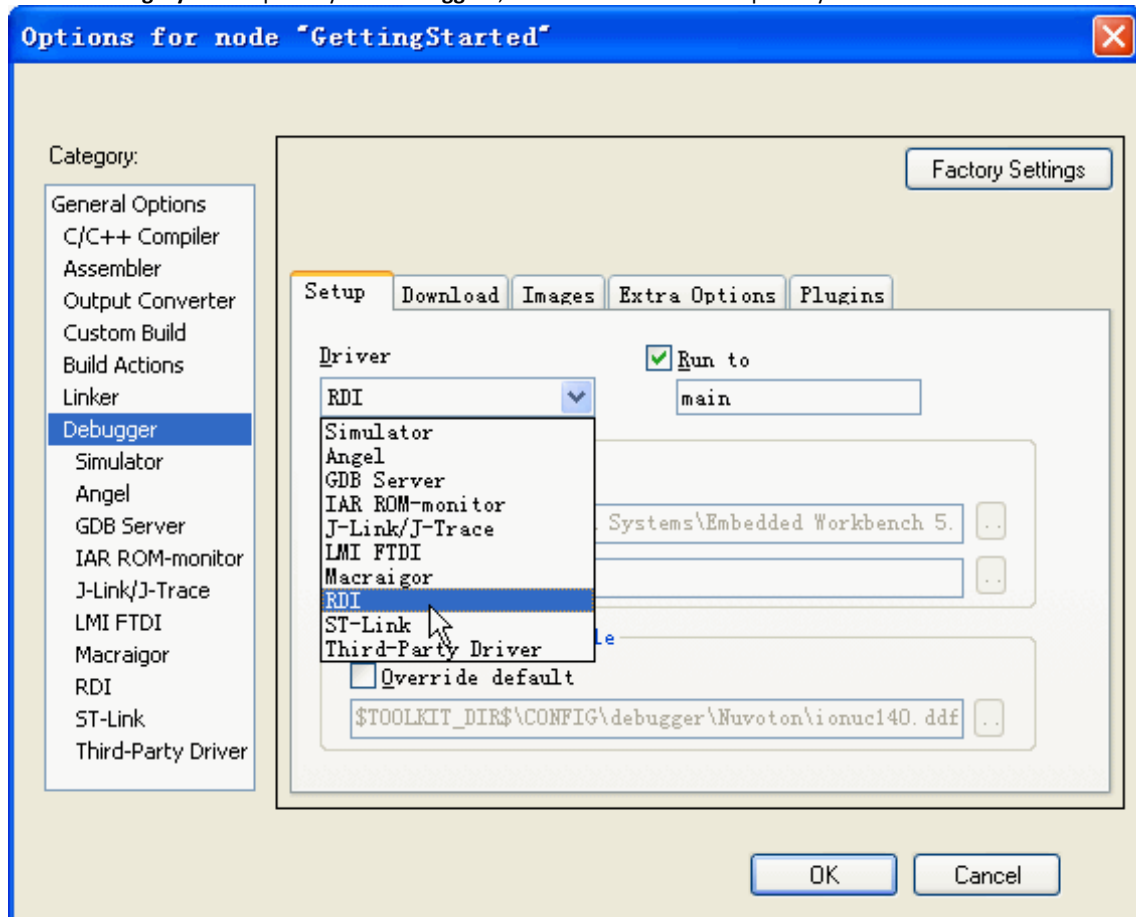 Options for node "GettingStarted"
Category:
Factory Settings
General Options
C/C++ Compiler
Assembler
Output Converter
Custom Build
Build Actions
Linker
Debugger
Simulator
Angel
GDB Server
IAR ROM-monitor
J-Link/J-Trace
LMI FTDI
Macraigor
RDI
ST-Link
Third-Party Driver
Setup Download Images Extra Options Plugins
Driver
Run to
RDI
main
Simulator
Angel
GDB Server
IAR ROM-monitor
J-Link/J-Trace
LMI FTDI
Macraigor
RDI
ST-Link
Third-Party Driver
Systems\Embedded Workbench 5.
..
..
le
Override default
$TOOLKIT_DIR$\CONFIG\debugger\Nuvoton\ionuc140.ddf
..
OK
Cancel